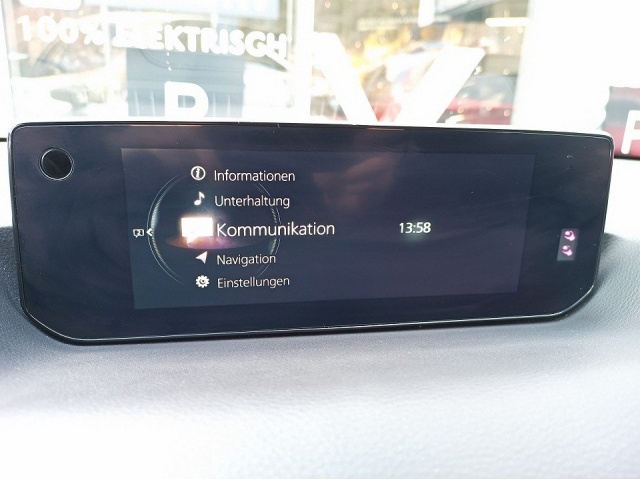 100% ELEKTRISCH
Informationen
Unterhaltung
Kommunikation
13:58
Navigation
Einstellungen